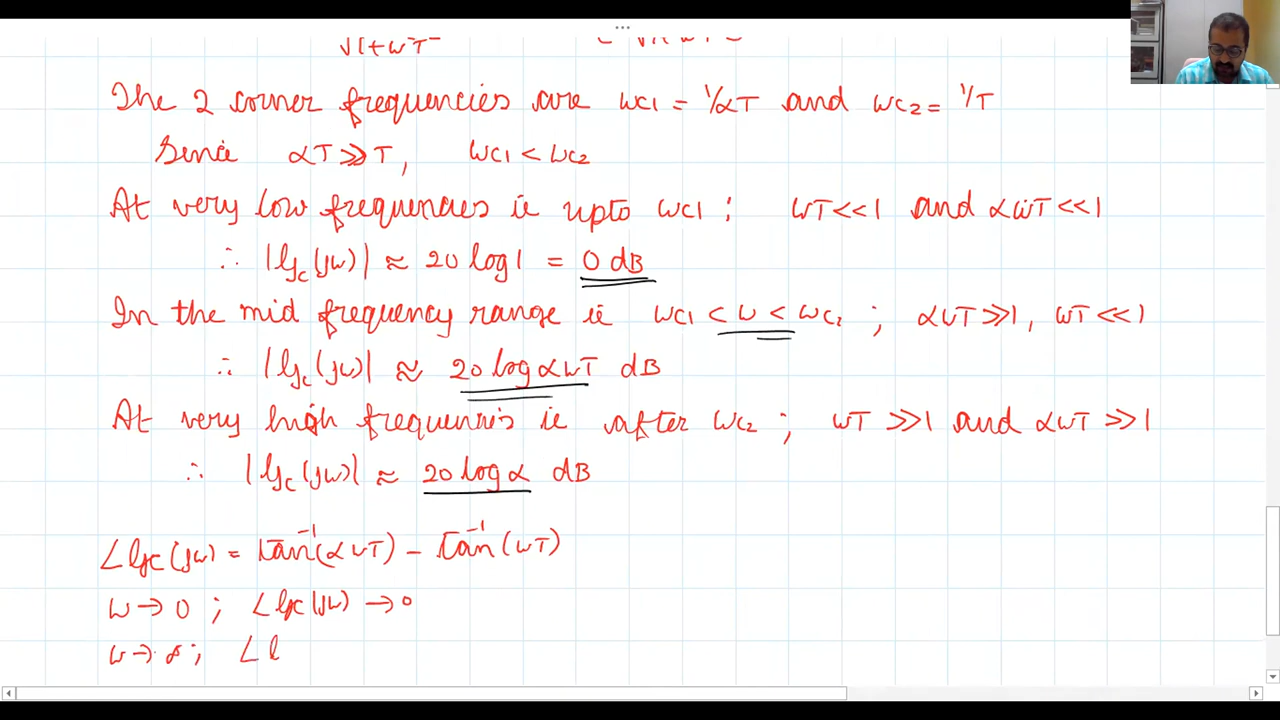 √1+ω²T²
The 2 corner frequencies are ωc1 = 1/αT and ωc2 = 1/T
Since αT >> T, ωc1 < ωc2
At very low frequencies ie upto ωc1 ; ωT<<1 and αωT<<1
∴ |Gc(jω)| ≈ 20 log1 = 0 dB
In the mid frequency range ie ωc1 < ω < ωc2 ; αωT >>1, ωT <<1
∴ |Gc(jω)| ≈ 20 log αωT dB
At very high frequencies ie after ωc2 ; ωT >>1 and αωT >>1
∴ |Gc(jω)| ≈ 20 log α dB
∠Gc(jω) = tan⁻¹(αωT) − tan⁻¹(ωT)
ω → 0 ; ∠Gc(jω) → 0
ω → ∞ ; ∠